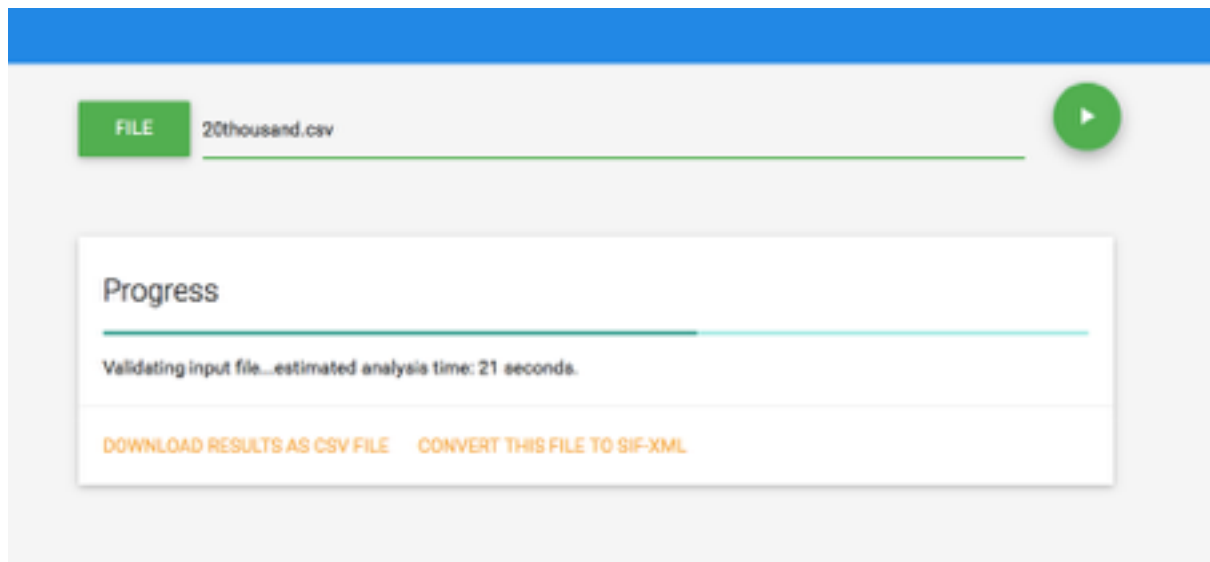 FILE 20thousand.csv
Progress
Validating input file...estimated analysis time: 21 seconds.
DOWNLOAD RESULTS AS CSV FILE CONVERT THIS FILE TO SIF-XML